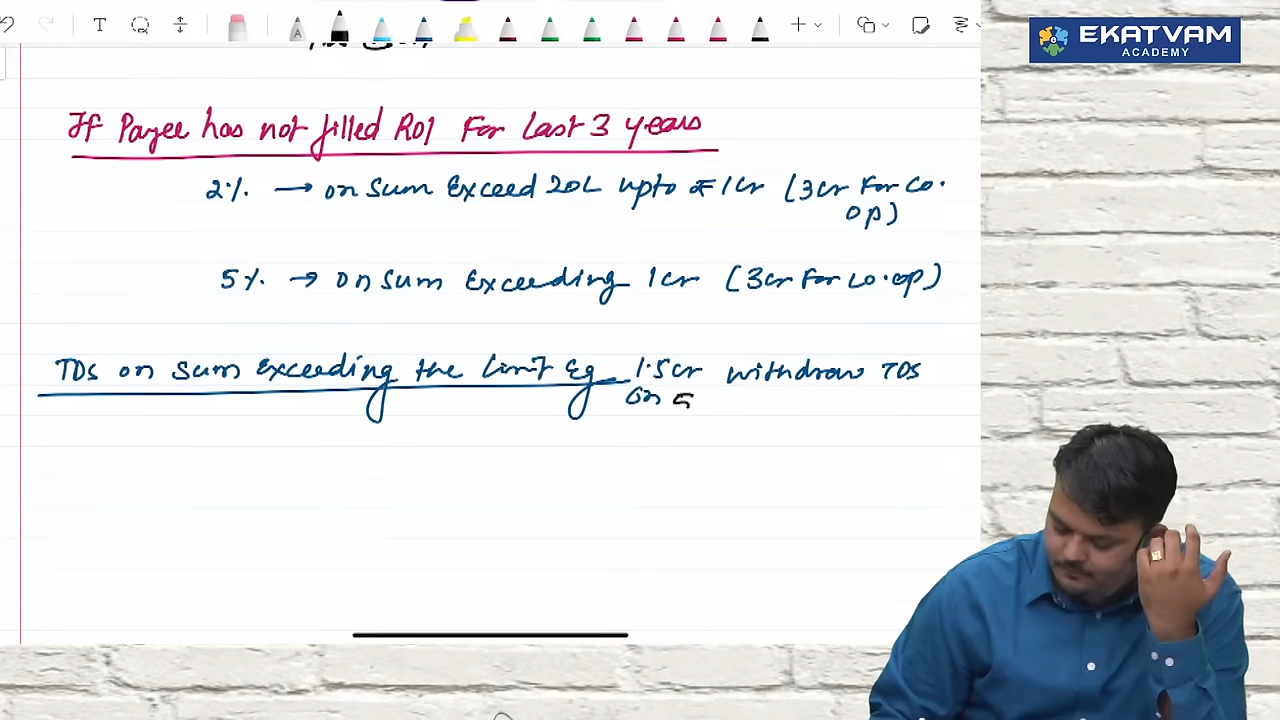 EKATVAM
ACADEMY
If Payee has not filled ROI For Last 3 years
2% → on sum Exceed 20L upto ₹ 1Cr (3Cr For Co.
op)
5% → on sum Exceeding 1Cr (3Cr For Co.op)
TDS on sum Exceeding the limit Eg 1.5Cr withdraw TDS
on 5